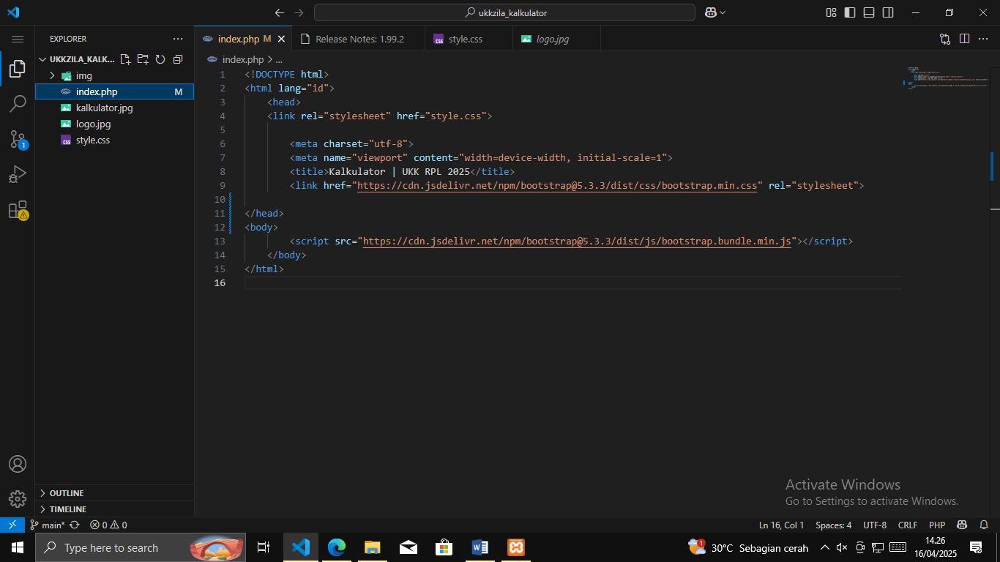 ukkzila_kalkulator
EXPLORER
index.php M
Release Notes: 1.99.2
style.css
logo.jpg
UKKZILA_KALK...
index.php > ...
img
index.php M
kalkulator.jpg
logo.jpg
style.css
1 <!DOCTYPE html>
2 <html lang="id">
3 <head>
4 <link rel="stylesheet" href="style.css">
5
6 <meta charset="utf-8">
7 <meta name="viewport" content="width=device-width, initial-scale=1">
8 <title>Kalkulator | UKK RPL 2025</title>
9 <link href="https://cdn.jsdelivr.net/npm/bootstrap@5.3.3/dist/css/bootstrap.min.css" rel="stylesheet">
10
11 </head>
12 <body>
13 <script src="https://cdn.jsdelivr.net/npm/bootstrap@5.3.3/dist/js/bootstrap.bundle.min.js"></script>
14 </body>
15 </html>
16
1
OUTLINE
TIMELINE
Activate Windows
Go to Settings to activate Windows.
main* 0 0
Ln 16, Col 1 Spaces: 4 UTF-8 CRLF PHP
Type here to search
1 30°C Sebagian cerah
14.26
16/04/2025